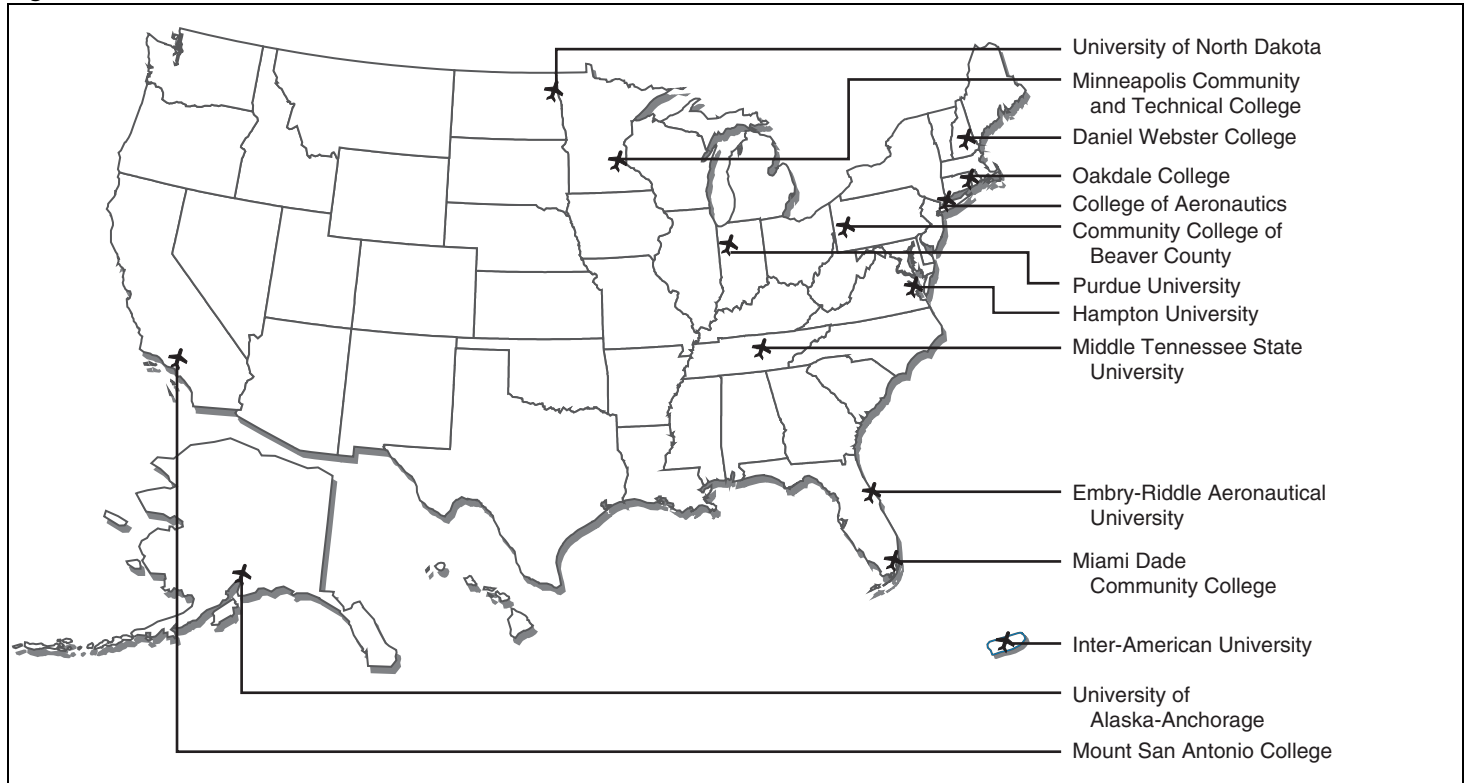 University of North Dakota
Minneapolis Community
and Technical College
Daniel Webster College
Oakdale College
College of Aeronautics
Community College of
Beaver County
Purdue University
Hampton University
Middle Tennessee State
University
Embry-Riddle Aeronautical
University
Miami Dade
Community College
Inter-American University
University of
Alaska-Anchorage
Mount San Antonio College